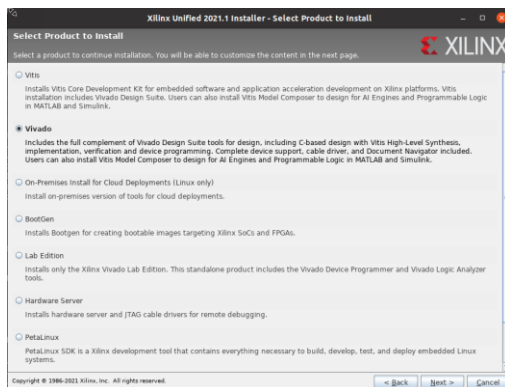 Xilinx Unified 2021.1 Installer - Select Product to Install
Select Product to Install
Select a product to continue installation. You will be able to customize the content in the next page.
XILINX
Vitis
Installs Vitis Core Development Kit for embedded software and application acceleration development on Xilinx platforms. Vitis
installation includes Vivado Design Suite. Users can also install Vitis Model Composer to design for AI Engines and Programmable Logic
in MATLAB and Simulink.
Vivado
Includes the full complement of Vivado Design Suite tools for design, including C-based design with Vitis High-Level Synthesis,
implementation, verification and device programming. Complete device support, cable driver, and Document Navigator included.
Users can also install Vitis Model Composer to design for AI Engines and Programmable Logic in MATLAB and Simulink.
On-Premises Install for Cloud Deployments (Linux only)
Install on-premises version of tools for cloud deployments.
BootGen
Installs Bootgen for creating bootable images targeting Xilinx SoCs and FPGAs.
Lab Edition
Installs only the Xilinx Vivado Lab Edition. This standalone product includes the Vivado Device Programmer and Vivado Logic Analyzer
tools.
Hardware Server
Installs hardware server and JTAG cable drivers for remote debugging.
PetaLinux
PetaLinux SDK is a Xilinx development tool that contains everything necessary to build, develop, test, and deploy embedded Linux
systems.
Copyright © 1986-2021 Xilinx, Inc. All rights reserved.
< Back
Next >
Cancel